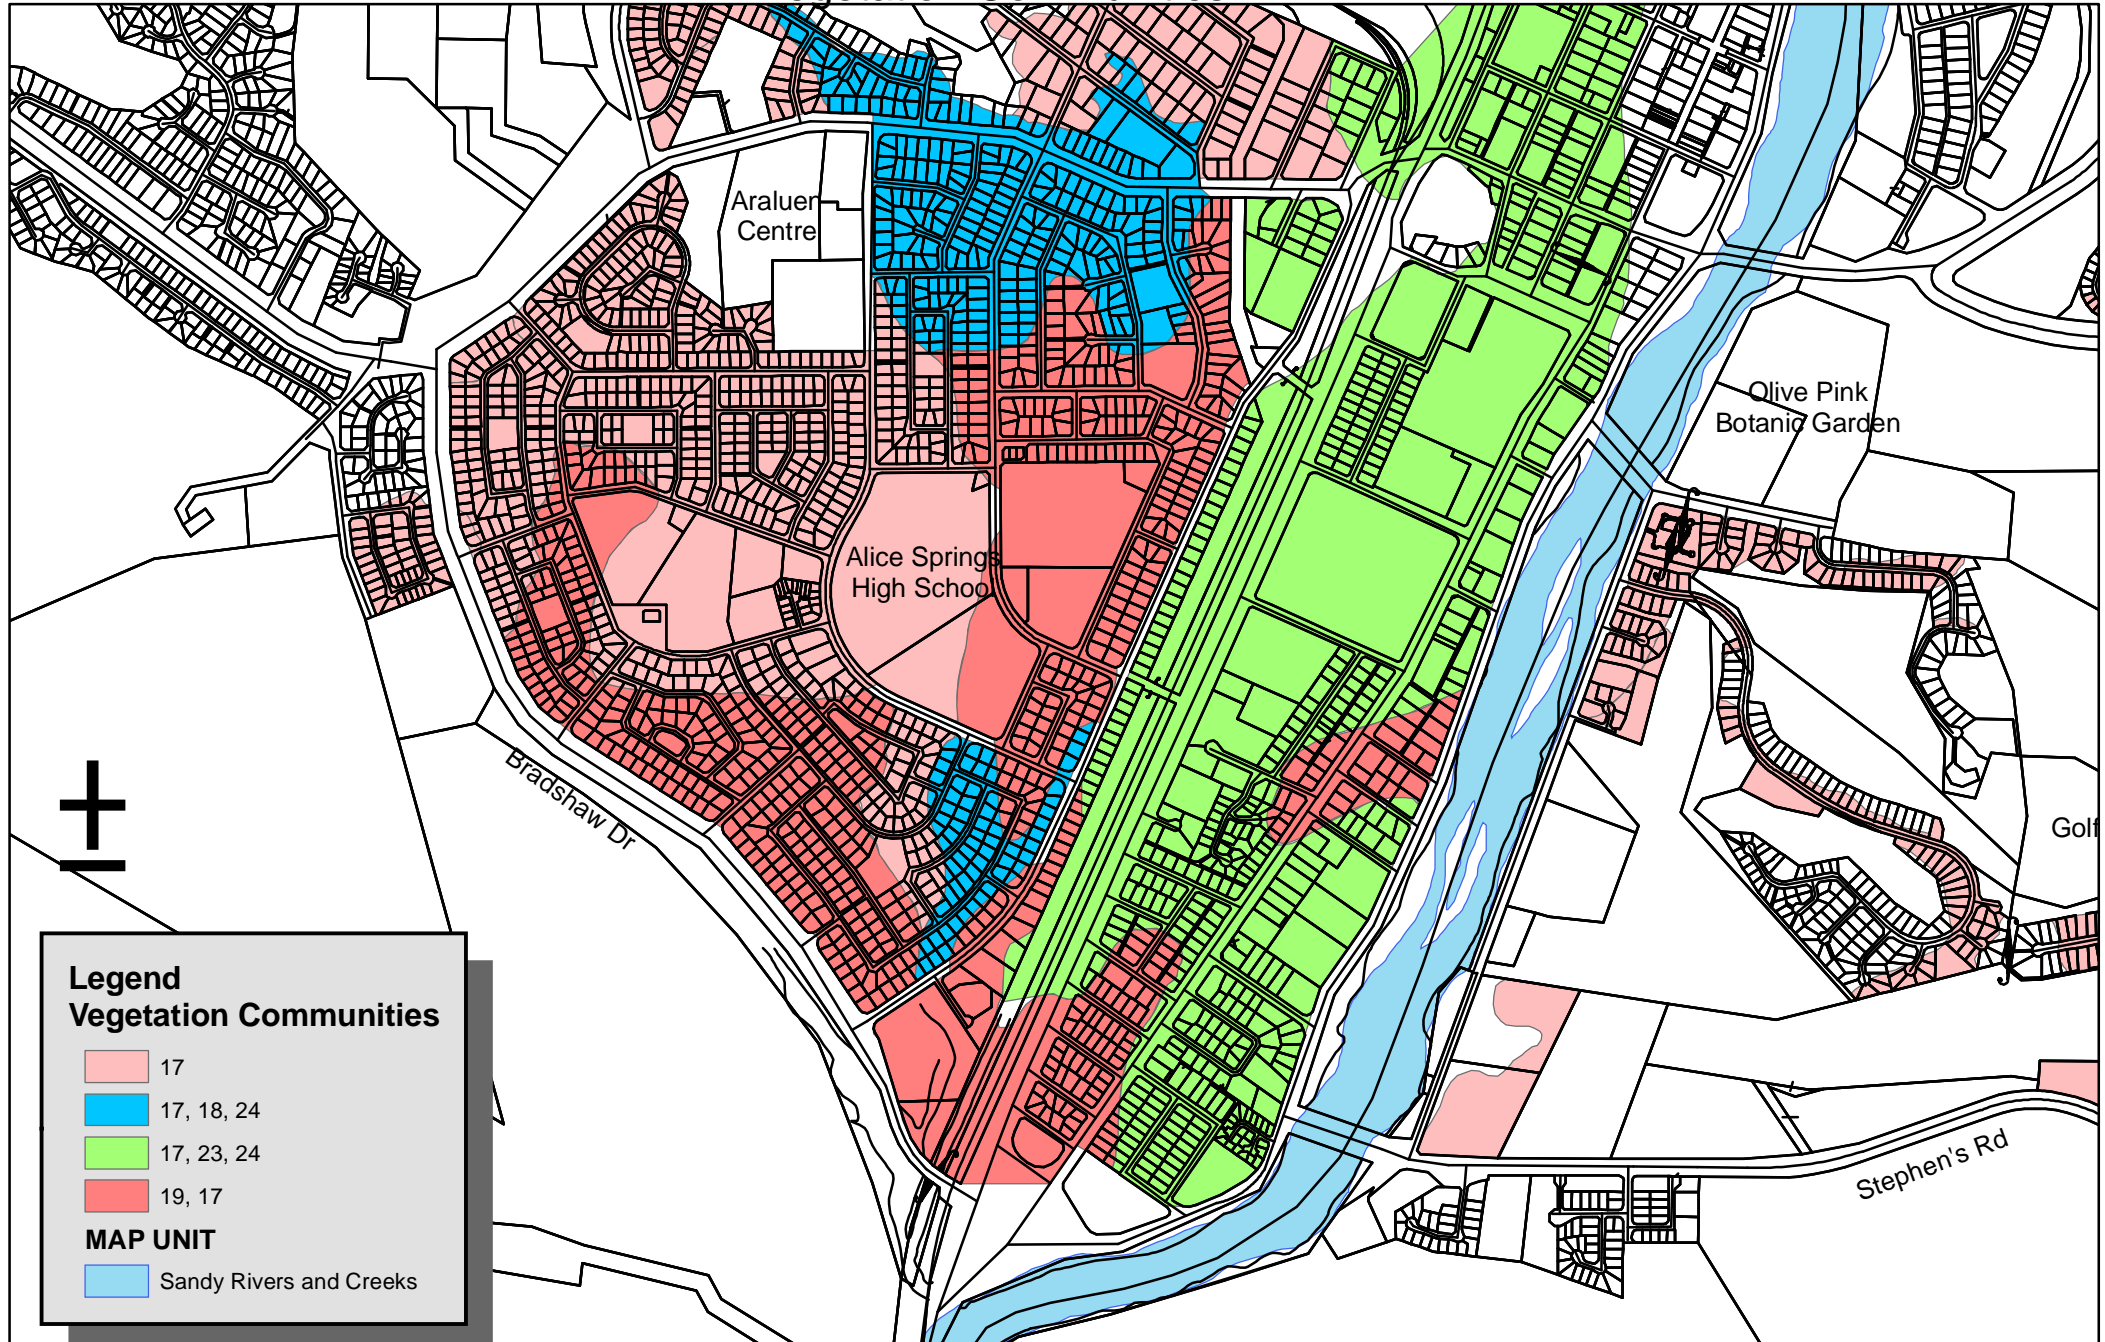 Araluen
Centre
Olive Pink
Botanic Garden
Alice Springs
High School
Bradshaw Dr
Golf
Stephen's Rd
Legend
Vegetation Communities
17
17, 18, 24
17, 23, 24
19, 17
MAP UNIT
Sandy Rivers and Creeks